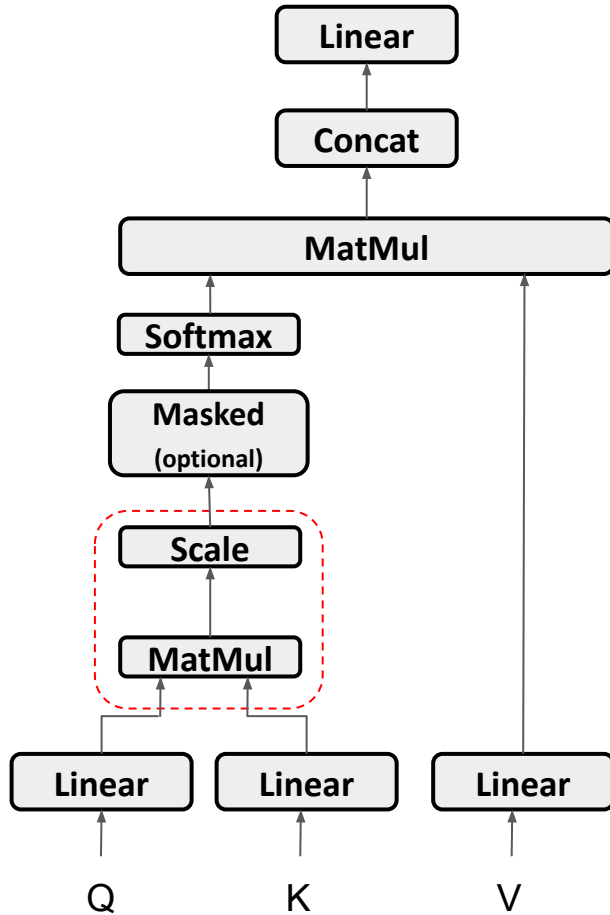 Linear
Concat
MatMul
Softmax
Masked
(optional)
Scale
MatMul
Linear Linear Linear
Q K V